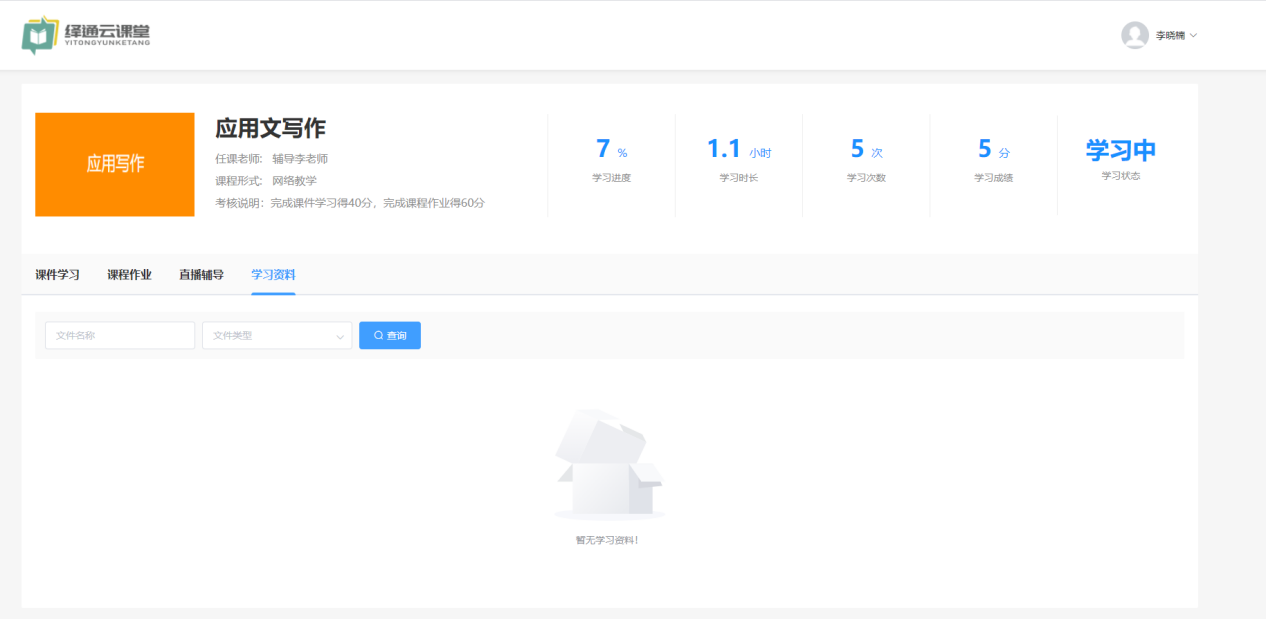 绎通云课堂
YITONGYUNKETANG
李晓楠
应用写作
应用文写作
任课老师: 辅导李老师
课程形式: 网络教学
考核说明: 完成课件学习得40分，完成课程作业得60分
7 %
学习进度
1.1 小时
学习时长
5 次
学习次数
5 分
学习成绩
学习中
学习状态
课件学习 课程作业 直播辅导 学习资料
文件名称 文件类型 查询
暂无学习资料！